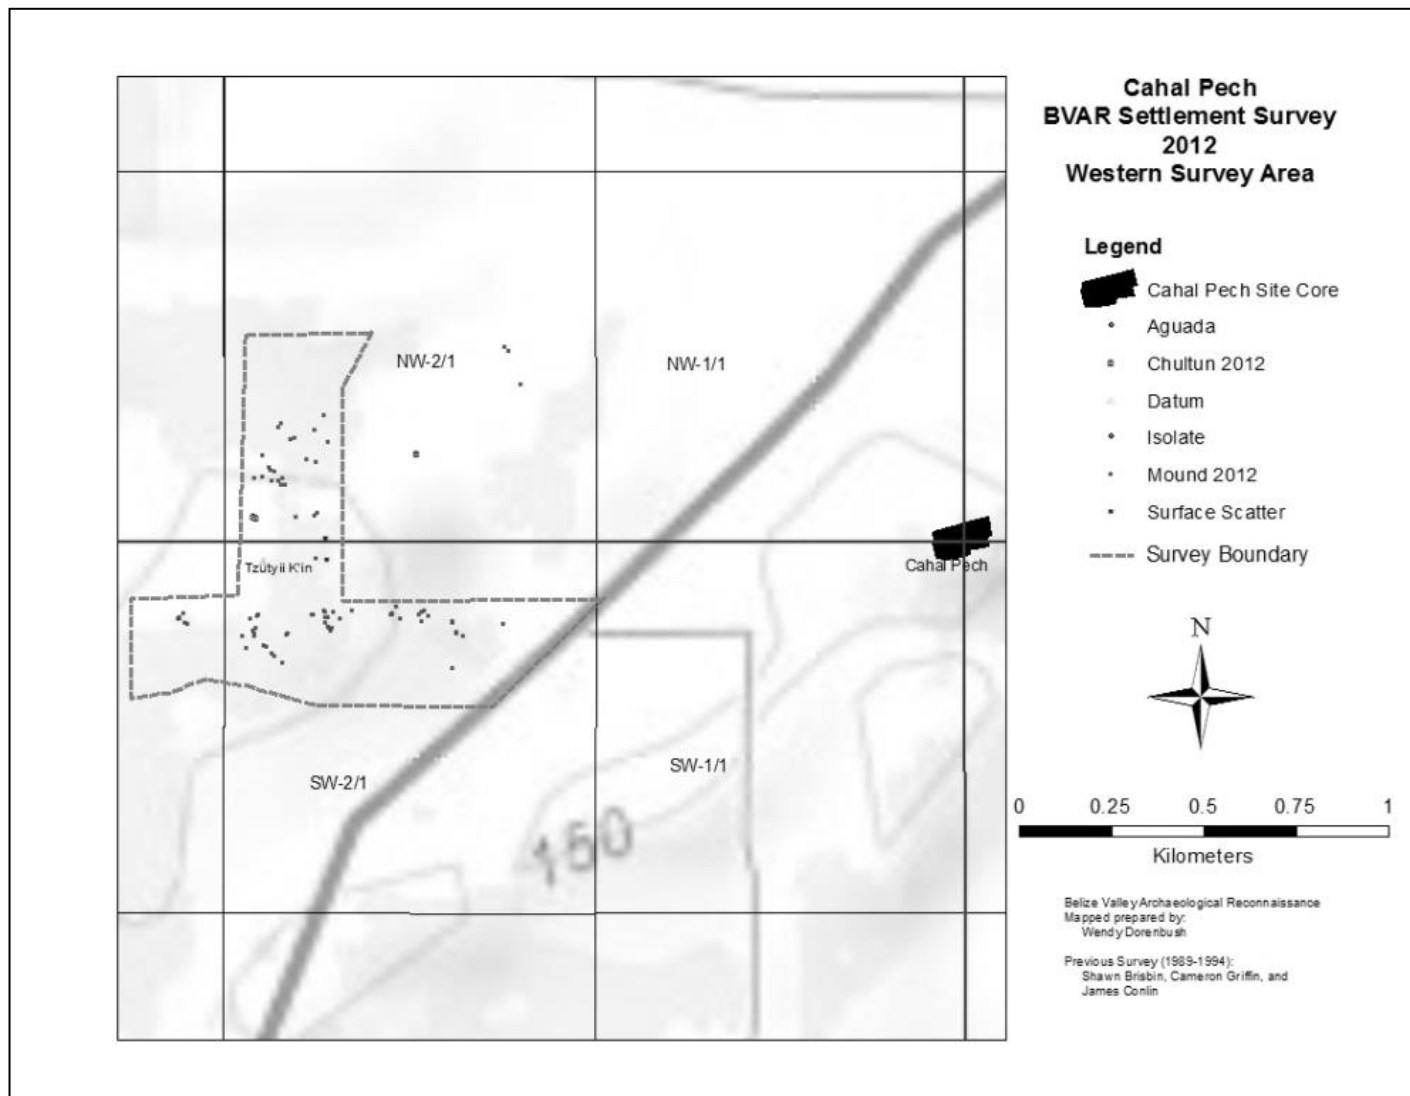 Cahal Pech
BVAR Settlement Survey
2012
Western Survey Area
Legend
Cahal Pech Site Core
Aguada
Chultun 2012
Datum
Isolate
Mound 2012
Surface Scatter
Survey Boundary
NW-2/1
NW-1/1
Tzutyii K'in
Cahal Pech
SW-2/1
SW-1/1
150
N
0 0.25 0.5 0.75 1
Kilometers
Belize Valley Archaeological Reconnaissance
Mapped prepared by:
Wendy Dorenbush
Previous Survey (1989-1994):
Shawn Brisbin, Cameron Griffin, and
James Conlin